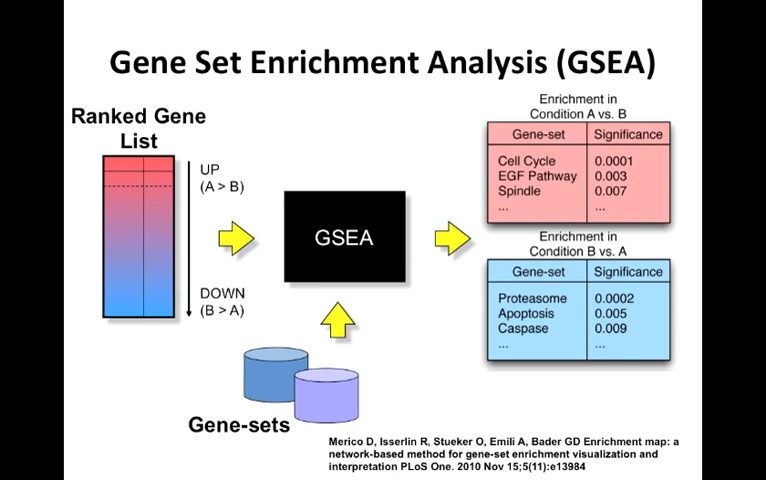 Gene Set Enrichment Analysis (GSEA)
Ranked Gene
List
UP
(A > B)
DOWN
(B > A)
GSEA
Gene-sets
Enrichment in
Condition A vs. B
Gene-set Significance
Cell Cycle 0.0001
EGF Pathway 0.003
Spindle 0.007
... ...
Enrichment in
Condition B vs. A
Gene-set Significance
Proteasome 0.0002
Apoptosis 0.005
Caspase 0.009
... ...
Merico D, Isserlin R, Stueker O, Emili A, Bader GD Enrichment map: a
network-based method for gene-set enrichment visualization and
interpretation PLoS One. 2010 Nov 15;5(11):e13984